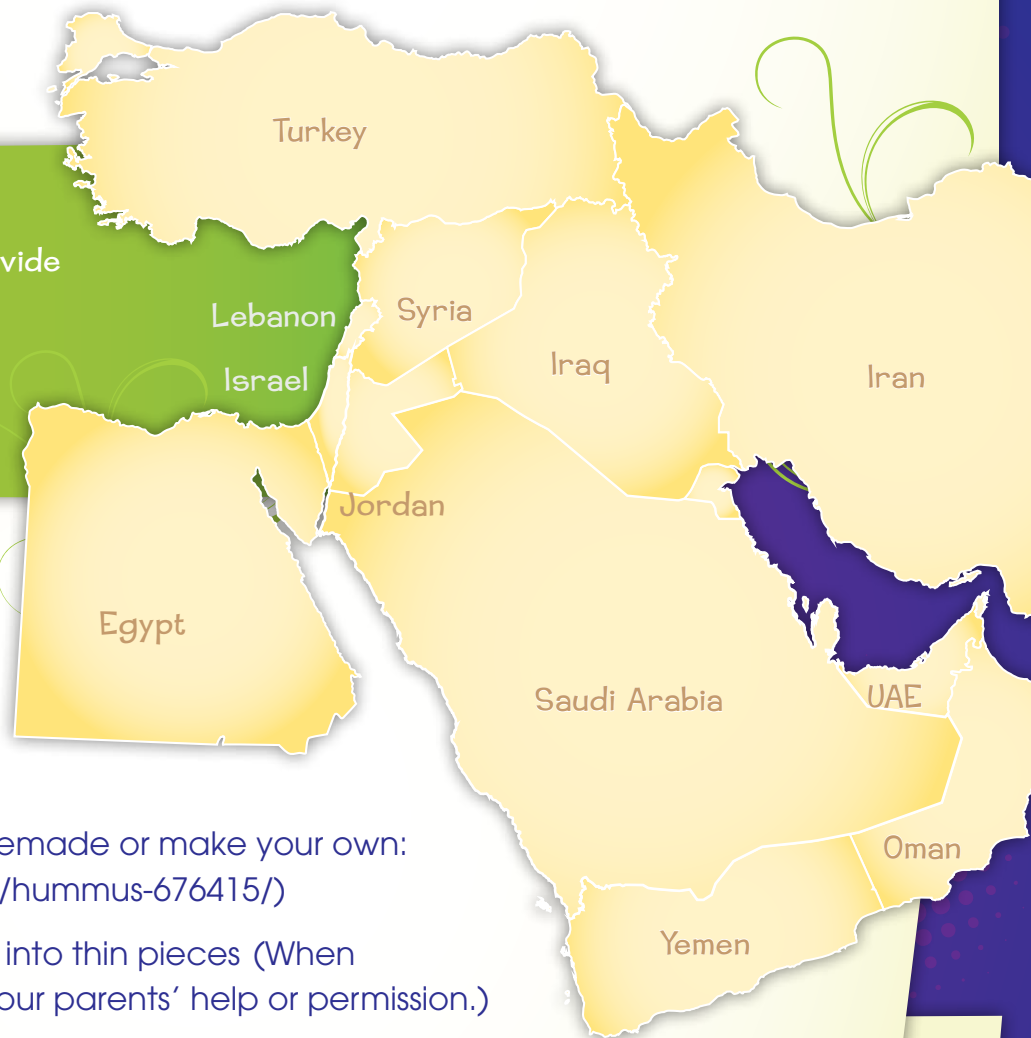 Turkey
vide
Lebanon
Syria
Iraq
Iran
Israel
Jordan
Egypt
Saudi Arabia
UAE
emade or make your own:
/hummus-676415/)
Oman
into thin pieces (When
Yemen
our parents’ help or permission.)